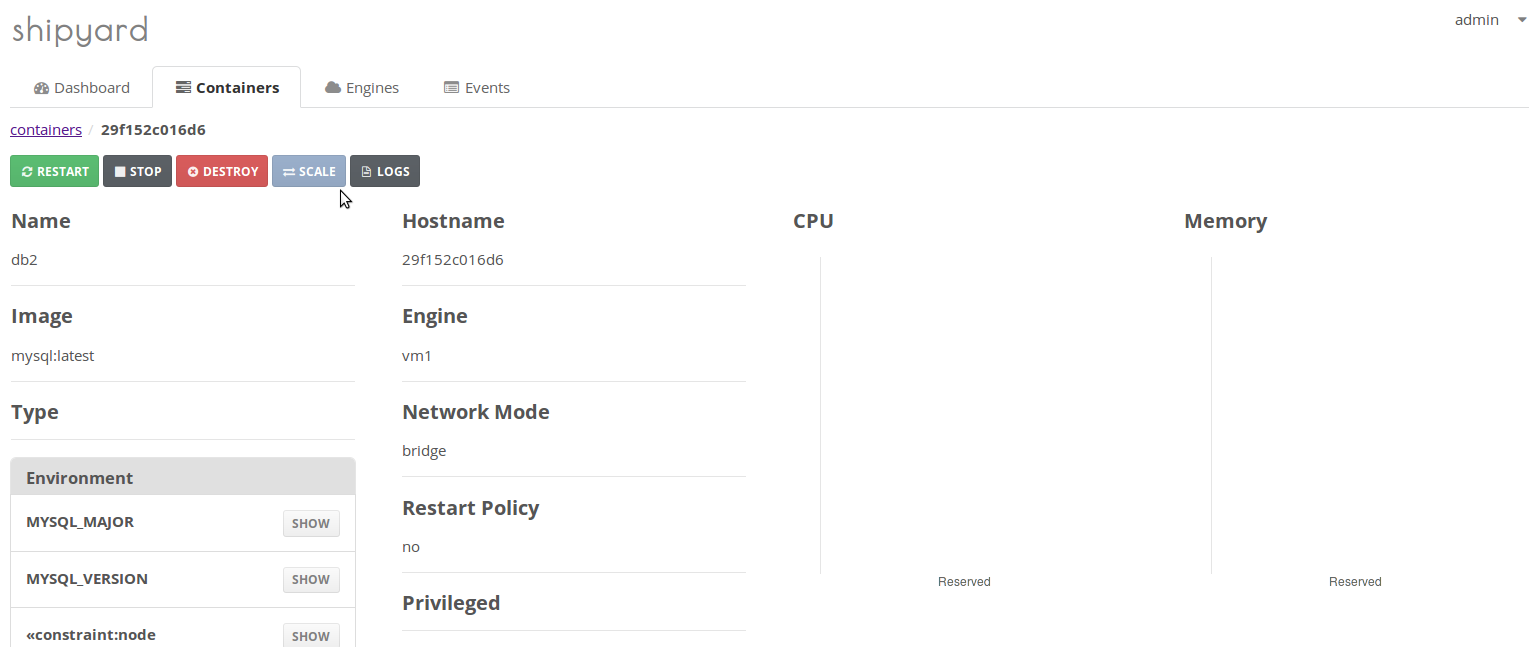 shipyard
admin
Dashboard
Containers
Engines
Events
containers / 29f152c016d6
RESTART
STOP
DESTROY
SCALE
LOGS
Name
db2
Image
mysql:latest
Type
Environment
MYSQL_MAJOR SHOW
MYSQL_VERSION SHOW
«constraint:node SHOW
Hostname
29f152c016d6
Engine
vm1
Network Mode
bridge
Restart Policy
no
Privileged
CPU
Reserved
Memory
Reserved